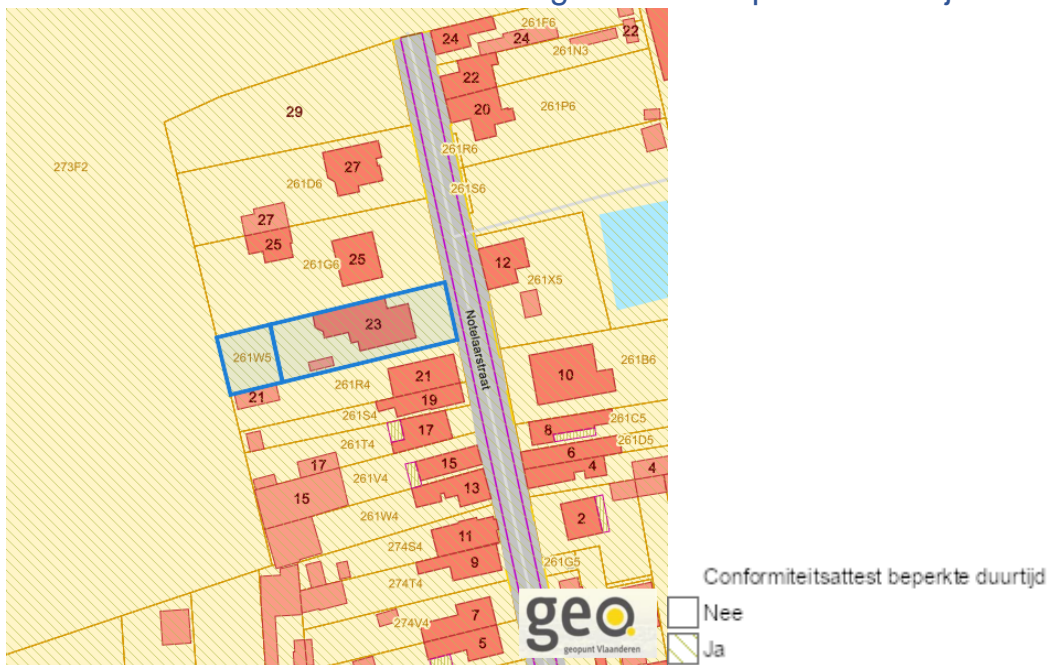 24
261F6
24
22
261N3
22
29
20
261P6
273F2
27
261R6
261D6
261S6
27
25
25
261G6
12
261X5
23
Notelaarstraat
261W5
261B6
21
10
261R4
21
19
261S4
261C5
8
17
261T4
261D5
6
15
17
4
4
261V4
13
15
261W4
2
11
274S4
9
261G5
274T4
7
274V4
5
geo.
geopunt Vlaanderen
Conformiteitsattest beperkte duurtijd
Nee
Ja